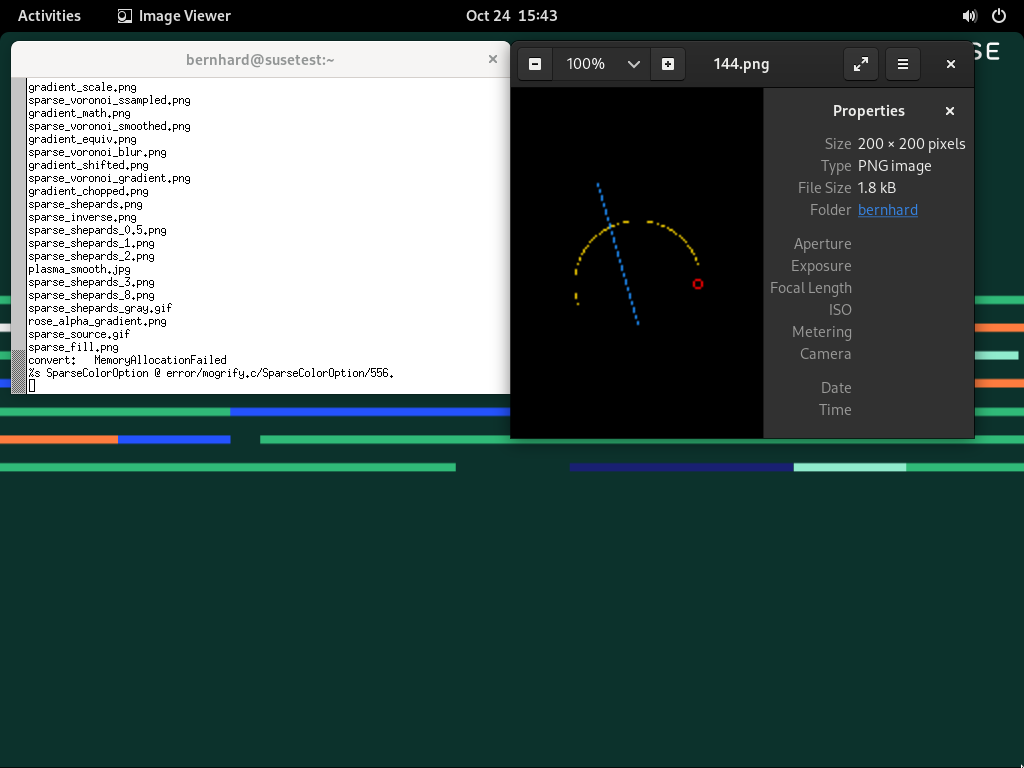 Activities
Image Viewer
Oct 24 15:43
SE
bernhard@susetest:~
gradient_scale.png
sparse_voronoi_ssampled.png
gradient_math.png
sparse_voronoi_smoothed.png
gradient_equiv.png
sparse_voronoi_blur.png
gradient_shifted.png
sparse_voronoi_gradient.png
gradient_chopped.png
sparse_shepards.png
sparse_inverse.png
sparse_shepards_0.5.png
sparse_shepards_1.png
sparse_shepards_2.png
plasma_smooth.jpg
sparse_shepards_3.png
sparse_shepards_8.png
sparse_shepards_gray.gif
rose_alpha_gradient.png
sparse_source.gif
sparse_fill.png
convert:   MemoryAllocationFailed
%s SparseColorOption @ error/mogrify.c/SparseColorOption/556.
100%
144.png
Properties
Size 200 × 200 pixels
Type PNG image
File Size 1.8 kB
Folder bernhard
Aperture
Exposure
Focal Length
ISO
Metering
Camera
Date
Time